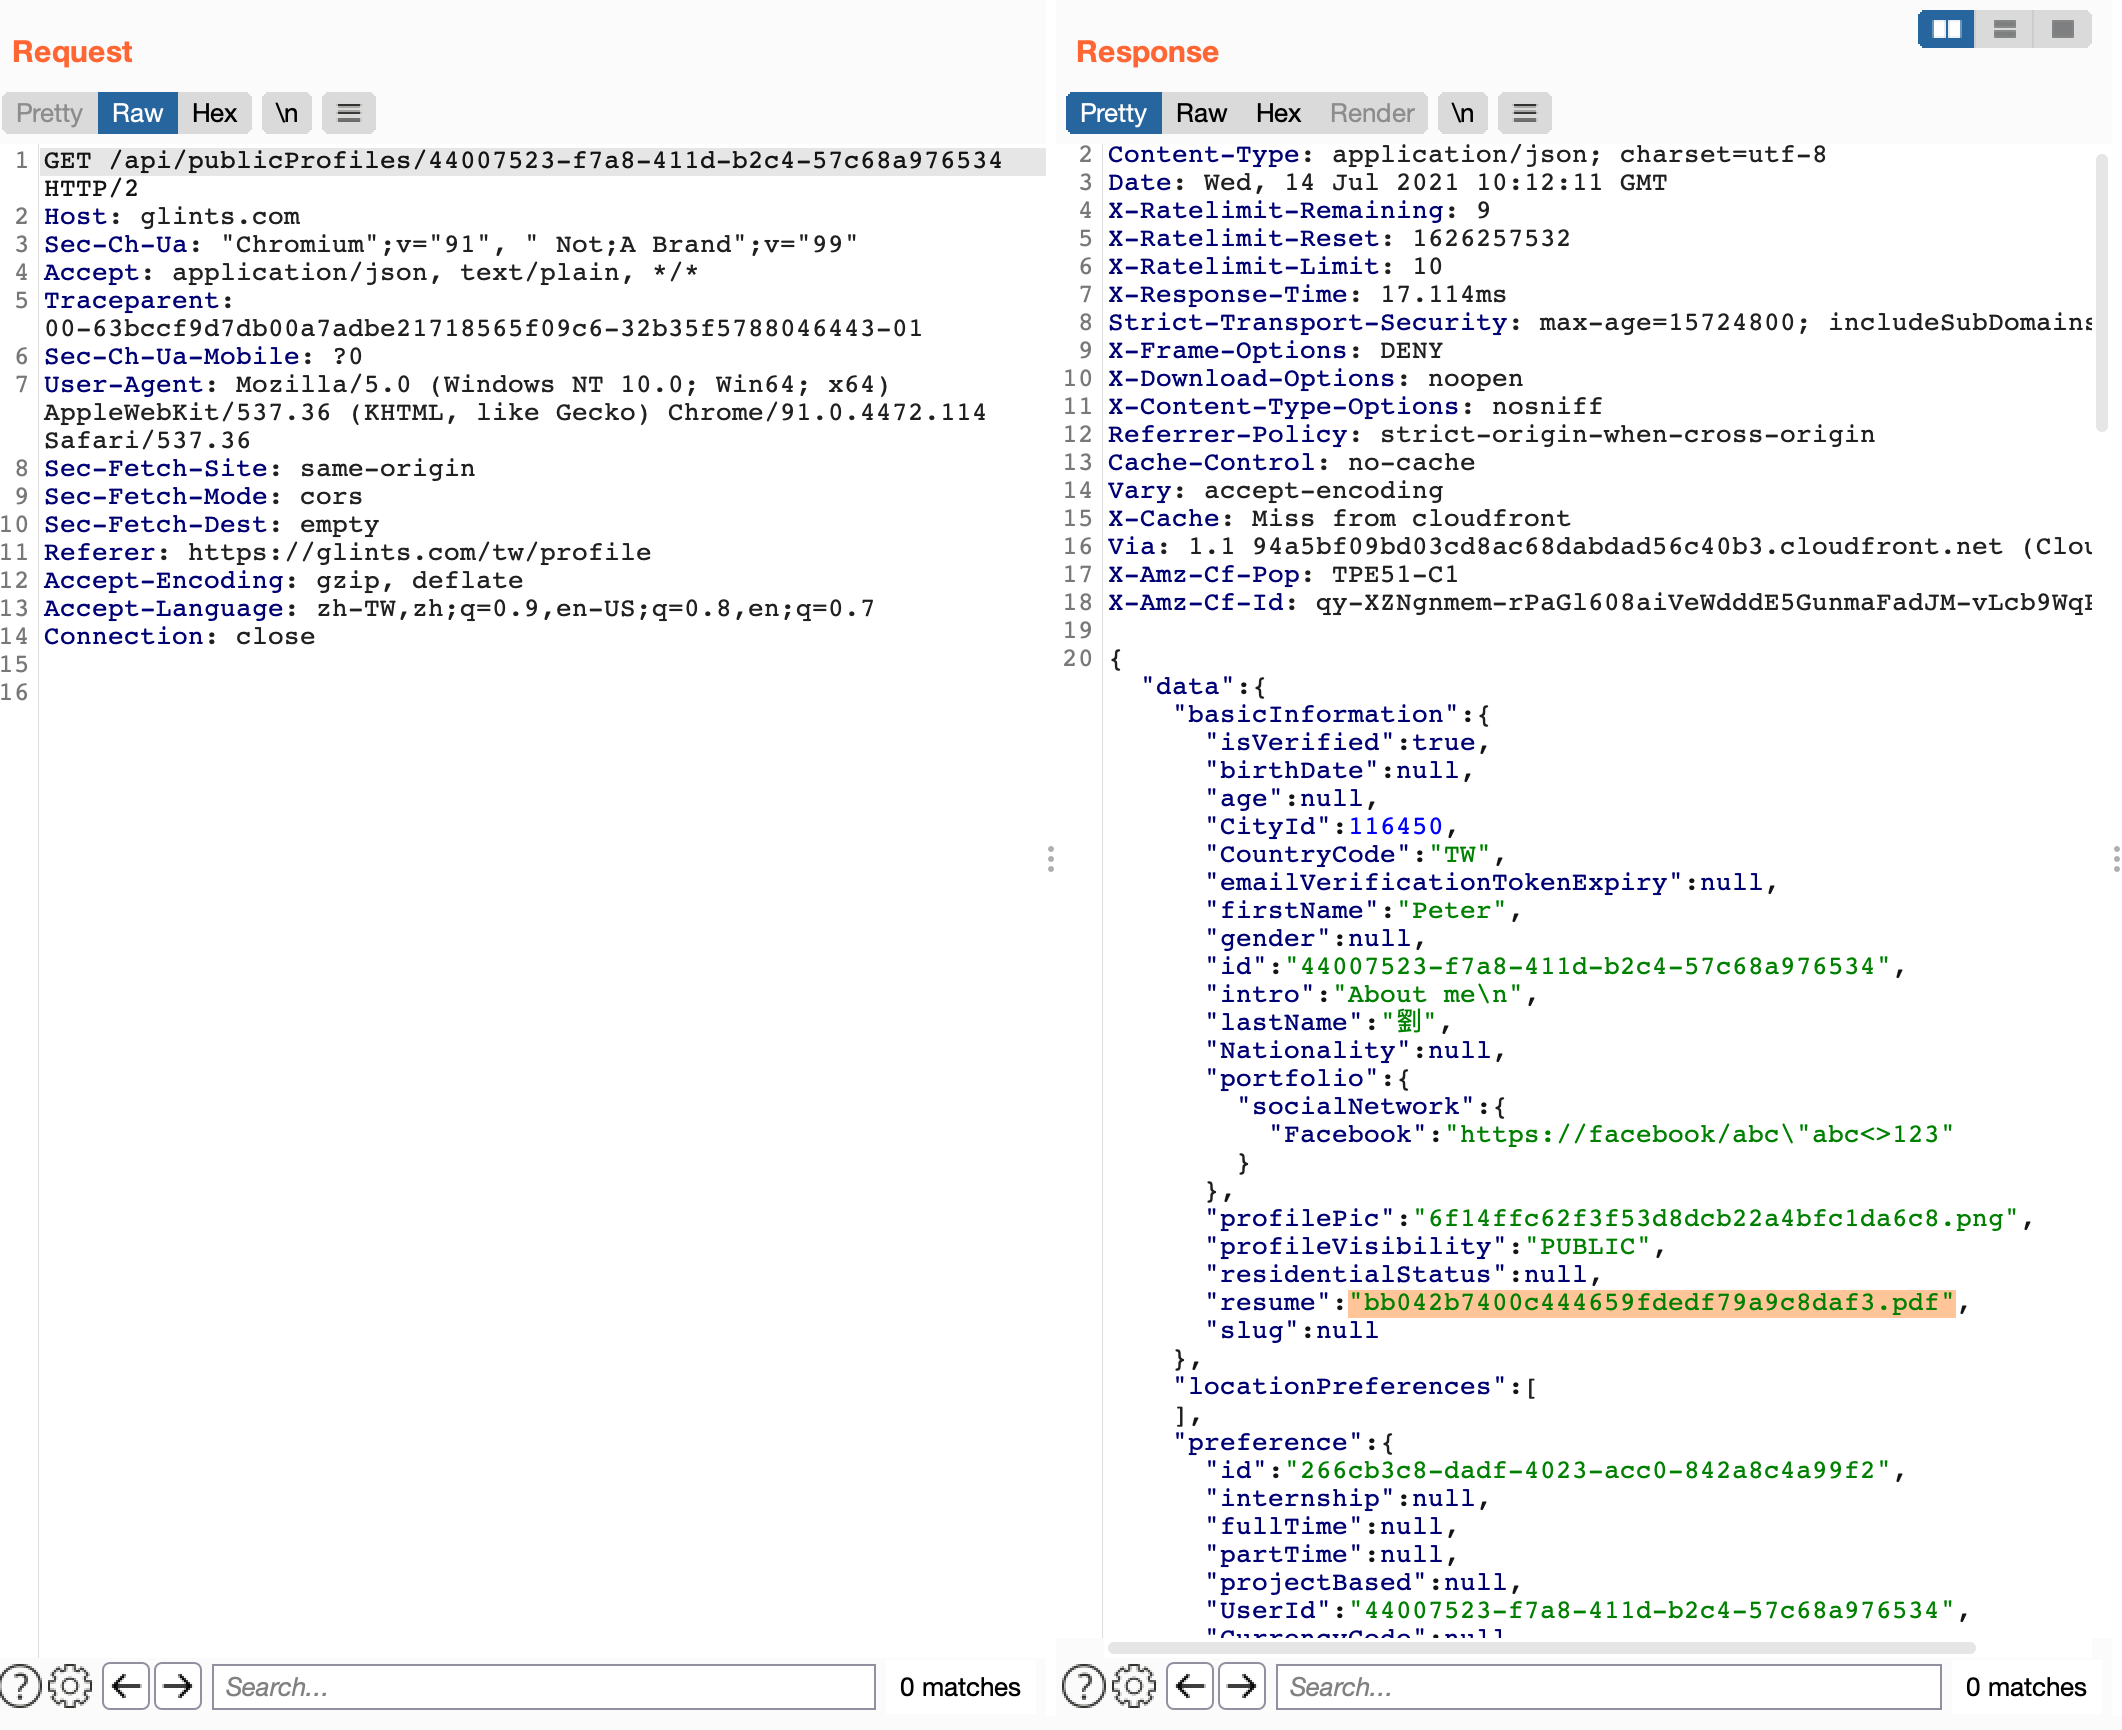 Request
Pretty Raw Hex \n
1 GET /api/publicProfiles/44007523-f7a8-411d-b2c4-57c68a976534
HTTP/2
2 Host: glints.com
3 Sec-Ch-Ua: "Chromium";v="91", " Not;A Brand";v="99"
4 Accept: application/json, text/plain, */*
5 Traceparent:
00-63bccf9d7db00a7adbe21718565f09c6-32b35f5788046443-01
6 Sec-Ch-Ua-Mobile: ?0
7 User-Agent: Mozilla/5.0 (Windows NT 10.0; Win64; x64)
AppleWebKit/537.36 (KHTML, like Gecko) Chrome/91.0.4472.114
Safari/537.36
8 Sec-Fetch-Site: same-origin
9 Sec-Fetch-Mode: cors
10 Sec-Fetch-Dest: empty
11 Referer: https://glints.com/tw/profile
12 Accept-Encoding: gzip, deflate
13 Accept-Language: zh-TW,zh;q=0.9,en-US;q=0.8,en;q=0.7
14 Connection: close
15
16
Search...
0 matches
Response
Pretty Raw Hex Render \n
2 Content-Type: application/json; charset=utf-8
3 Date: Wed, 14 Jul 2021 10:12:11 GMT
4 X-Ratelimit-Remaining: 9
5 X-Ratelimit-Reset: 1626257532
6 X-Ratelimit-Limit: 10
7 X-Response-Time: 17.114ms
8 Strict-Transport-Security: max-age=15724800; includeSubDomains
9 X-Frame-Options: DENY
10 X-Download-Options: noopen
11 X-Content-Type-Options: nosniff
12 Referrer-Policy: strict-origin-when-cross-origin
13 Cache-Control: no-cache
14 Vary: accept-encoding
15 X-Cache: Miss from cloudfront
16 Via: 1.1 94a5bf09bd03cd8ac68dabdad56c40b3.cloudfront.net (Clou
17 X-Amz-Cf-Pop: TPE51-C1
18 X-Amz-Cf-Id: qy-XZNgnmem-rPaGl608aiVeWdddE5GunmaFadJM-vLcb9Wq
19
20 {
"data":{
"basicInformation":{
"isVerified":true,
"birthDate":null,
"age":null,
"CityId":116450,
"CountryCode":"TW",
"emailVerificationTokenExpiry":null,
"firstName":"Peter",
"gender":null,
"id":"44007523-f7a8-411d-b2c4-57c68a976534",
"intro":"About me\n",
"lastName":"劉",
"Nationality":null,
"portfolio":{
"socialNetwork":{
"Facebook":"https://facebook/abc\"abc<>123"
}
},
"profilePic":"6f14ffc62f3f53d8dcb22a4bfc1da6c8.png",
"profileVisibility":"PUBLIC",
"residentialStatus":null,
"resume":"bb042b7400c444659fdedf79a9c8daf3.pdf",
"slug":null
},
"locationPreferences":[
],
"preference":{
"id":"266cb3c8-dadf-4023-acc0-842a8c4a99f2",
"internship":null,
"fullTime":null,
"partTime":null,
"projectBased":null,
"UserId":"44007523-f7a8-411d-b2c4-57c68a976534",
"CurrencyCode":null
Search...
0 matches